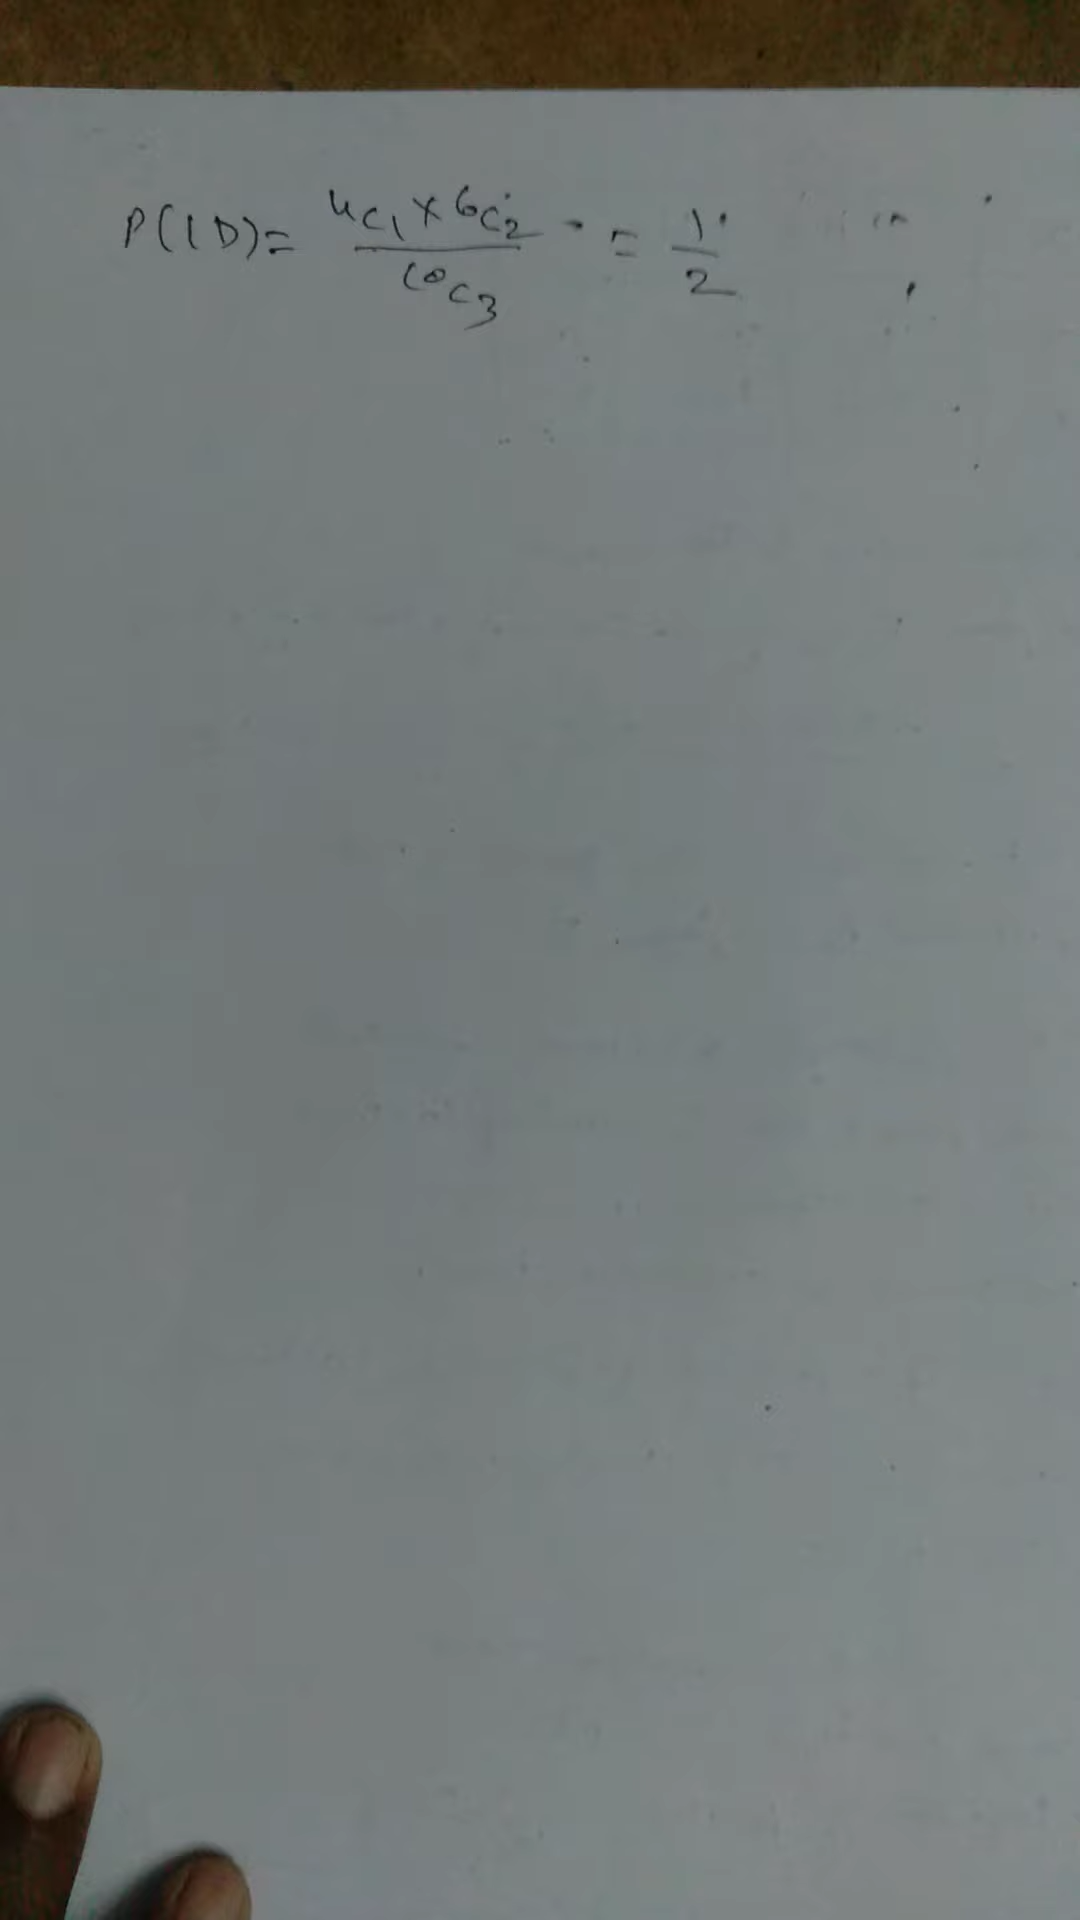 P(1D)= 4C1 × 6C2 / 10C3 = 1/2